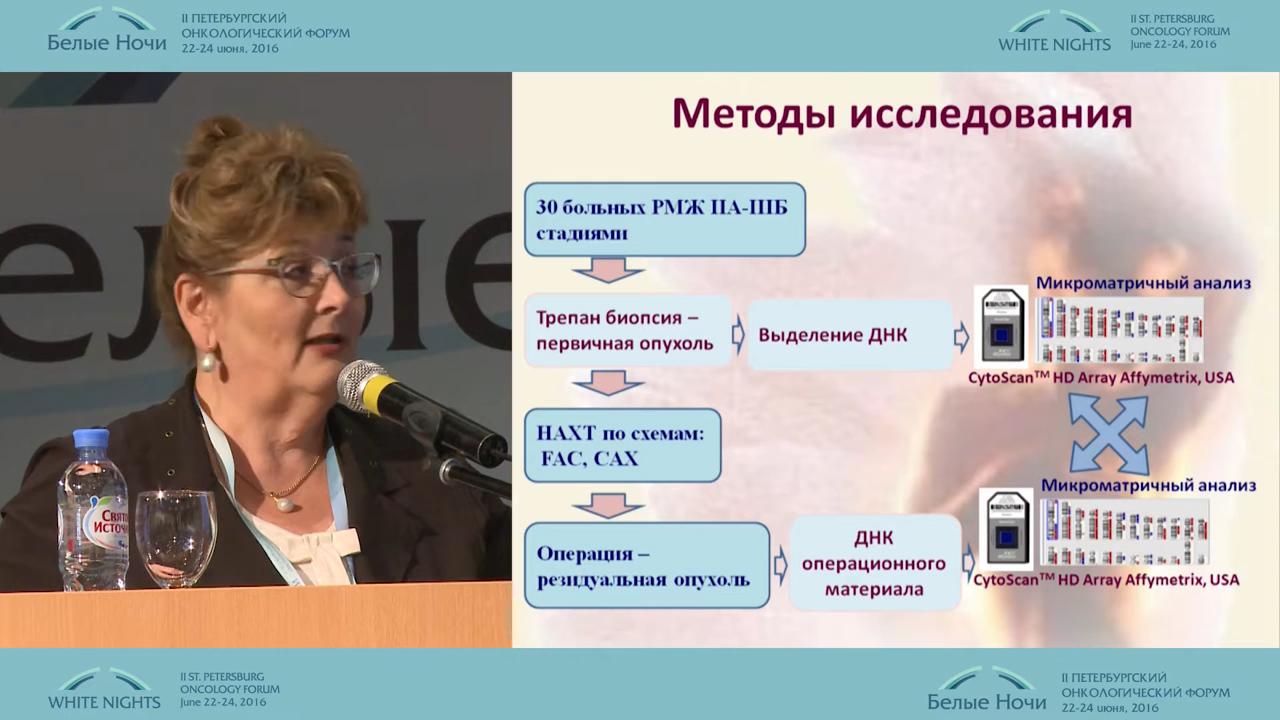 Белые Ночи
II ПЕТЕРБУРГСКИЙ
ОНКОЛОГИЧЕСКИЙ ФОРУМ
22-24 июня, 2016
WHITE NIGHTS
II ST. PETERSBURG
ONCOLOGY FORUM
June 22-24, 2016
елые
Свято
Источ
Методы исследования
30 больных РМЖ IIA-IIIБ
стадиями
Трепан биопсия –
первичная опухоль
Выделение ДНК
Микроматричный анализ
CytoScanTM HD Array Affymetrix, USA
НАХТ по схемам:
FAC, CAX
Операция –
резидуальная опухоль
ДНК
операционного
материала
Микроматричный анализ
CytoScanTM HD Array Affymetrix, USA
WHITE NIGHTS
II ST. PETERSBURG
ONCOLOGY FORUM
June 22-24, 2016
Белые Ночи
II ПЕТЕРБУРГСКИЙ
ОНКОЛОГИЧЕСКИЙ ФОРУМ
22-24 июня, 2016